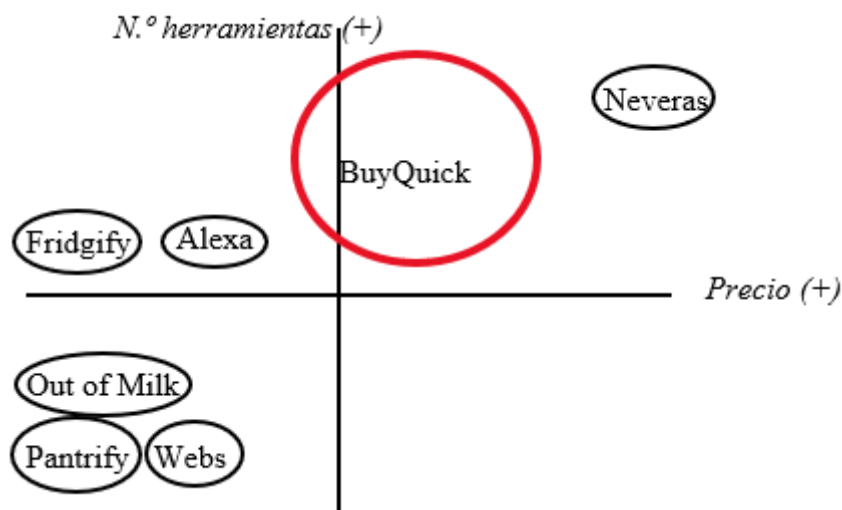 N.º herramientas (+)
Neveras
BuyQuick
Fridgify
Alexa
Precio (+)
Out of Milk
Pantrify
Webs